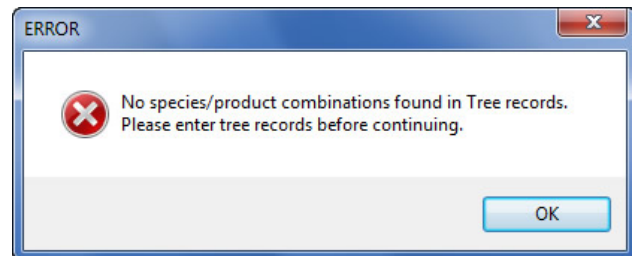 ERROR
No species/product combinations found in Tree records.
Please enter tree records before continuing.
OK